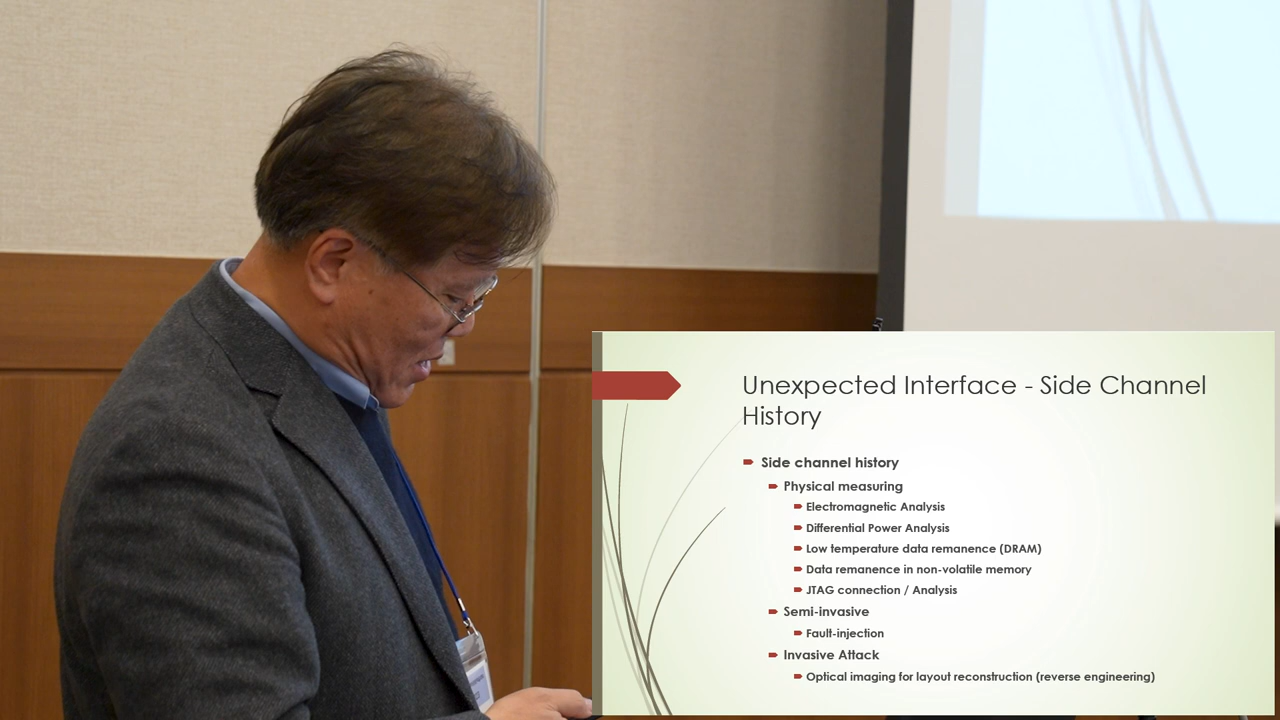 Unexpected Interface - Side Channel
History
Side channel history
Physical measuring
Electromagnetic Analysis
Differential Power Analysis
Low temperature data remanence (DRAM)
Data remanence in non-volatile memory
JTAG connection / Analysis
Semi-invasive
Fault-injection
Invasive Attack
Optical imaging for layout reconstruction (reverse engineering)